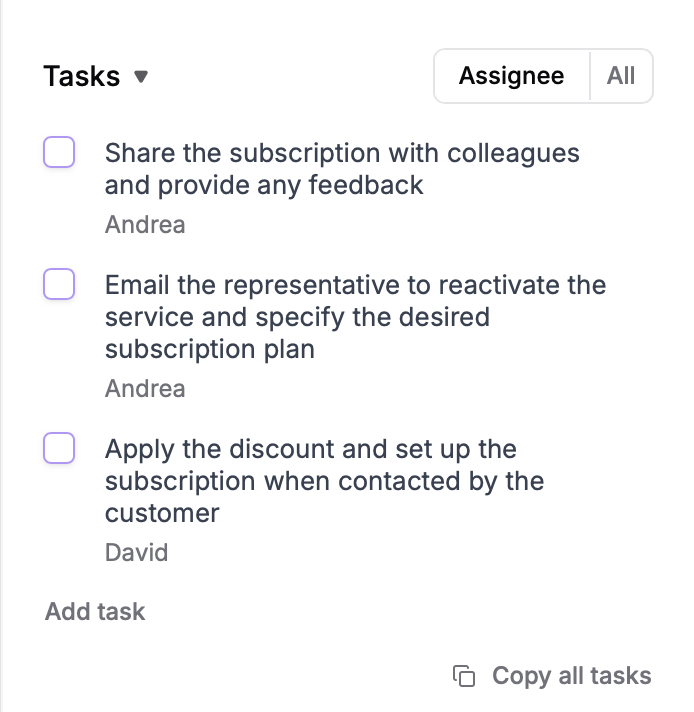 Tasks
Assignee All
Share the subscription with colleagues
and provide any feedback
Andrea
Email the representative to reactivate the
service and specify the desired
subscription plan
Andrea
Apply the discount and set up the
subscription when contacted by the
customer
David
Add task
Copy all tasks